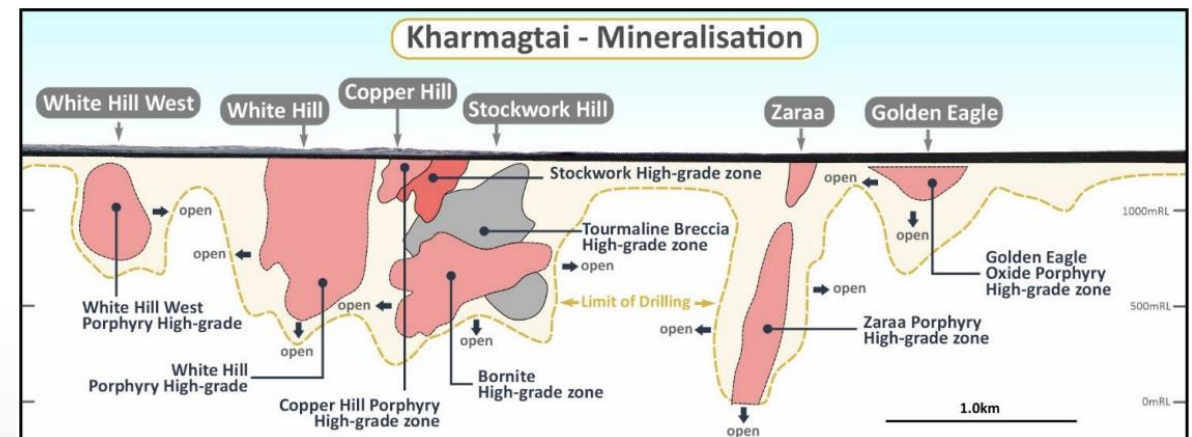 Kharmagtai - Mineralisation
White Hill West
White Hill
Copper Hill
Stockwork Hill
Zaraa
Golden Eagle
Stockwork High-grade zone
open
open
open
Tourmaline Breccia
High-grade zone
open
1000mRL
open
open
Golden Eagle
Oxide Porphyry
High-grade zone
White Hill West
Porphyry High-grade
open
Limit of Drilling
open
500mRL
open
Zaraa Porphyry
High-grade zone
open
open
White Hill
Porphyry High-grade
Bornite
High-grade zone
Copper Hill Porphyry
High-grade zone
1.0km
0mRL
open